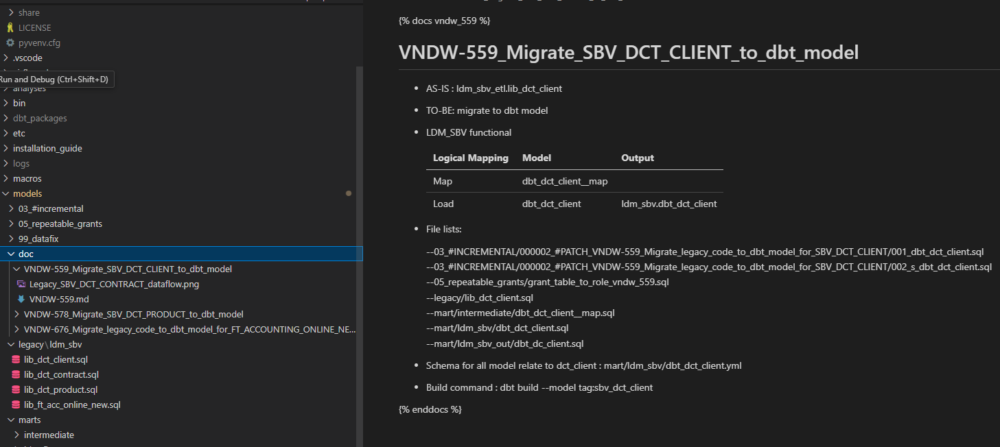 share
LICENSE
pyvenv.cfg
.vscode
Run and Debug (Ctrl+Shift+D)
analyses
bin
dbt_packages
etc
installation_guide
logs
macros
models
03_#incremental
05_repeatable_grants
99_datafix
doc
VNDW-559_Migrate_SBV_DCT_CLIENT_to_dbt_model
Legacy_SBV_DCT_CONTRACT_dataflow.png
VNDW-559.md
VNDW-578_Migrate_SBV_DCT_PRODUCT_to_dbt_model
VNDW-676_Migrate_legacy_code_to_dbt_model_for_FT_ACCOUNTING_ONLINE_NE...
legacy\ldm_sbv
lib_dct_client.sql
lib_dct_contract.sql
lib_dct_product.sql
lib_ft_acc_online_new.sql
marts
intermediate
{% docs vndw_559 %}
VNDW-559_Migrate_SBV_DCT_CLIENT_to_dbt_model
• AS-IS : ldm_sbv_etl.lib_dct_client
• TO-BE: migrate to dbt model
• LDM_SBV functional
Logical Mapping Model Output
Map dbt_dct_client__map
Load dbt_dct_client ldm_sbv.dbt_dct_client
• File lists:
--03_#INCREMENTAL/000002_#PATCH_VNDW-559_Migrate_legacy_code_to_dbt_model_for_SBV_DCT_CLIENT/001_dbt_dct_client.sql
--03_#INCREMENTAL/000002_#PATCH_VNDW-559_Migrate_legacy_code_to_dbt_model_for_SBV_DCT_CLIENT/002_s_dbt_dct_client.sql
--05_repeatable_grants/grant_table_to_role_vndw_559.sql
--legacy/lib_dct_client.sql
--mart/intermediate/dbt_dct_client__map.sql
--mart/ldm_sbv/dbt_dct_client.sql
--mart/ldm_sbv_out/dbt_dc_client.sql
• Schema for all model relate to dct_client : mart/ldm_sbv/dbt_dct_client.yml
• Build command : dbt build --model tag:sbv_dct_client
{% enddocs %}